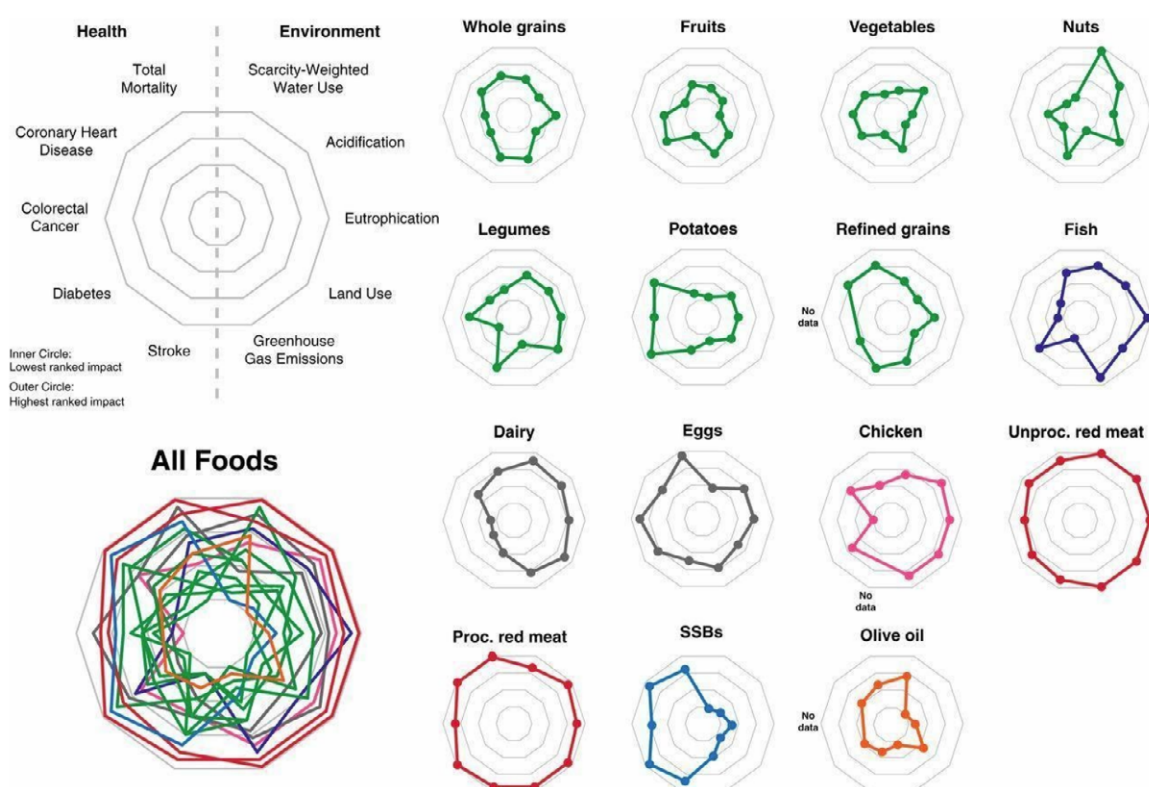 Health
Environment
Total
Mortality
Scarcity-Weighted
Water Use
Coronary Heart
Disease
Acidification
Colorectal
Cancer
Eutrophication
Diabetes
Land Use
Stroke
Greenhouse
Gas Emissions
Inner Circle:
Lowest ranked impact
Outer Circle:
Highest ranked impact
All Foods
Whole grains
Fruits
Vegetables
Nuts
Legumes
Potatoes
Refined grains
No
data
Fish
Dairy
Eggs
Chicken
No
data
Unproc. red meat
Proc. red meat
SSBs
Olive oil
No
data